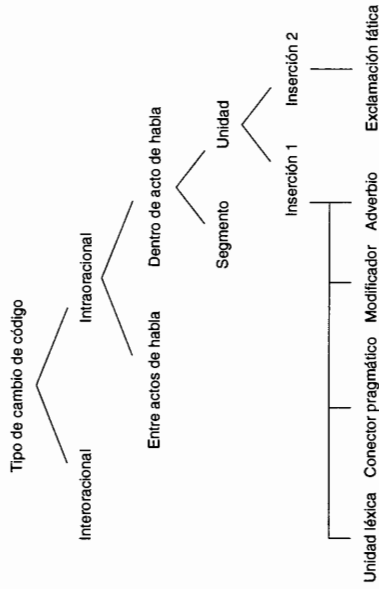 Tipo de cambio de código
Interoracional Intraoracional
Entre actos de habla Dentro de acto de habla
Segmento Unidad
Inserción 1 Inserción 2
Unidad léxica Conector pragmático Modificador Adverbio Exclamación fática